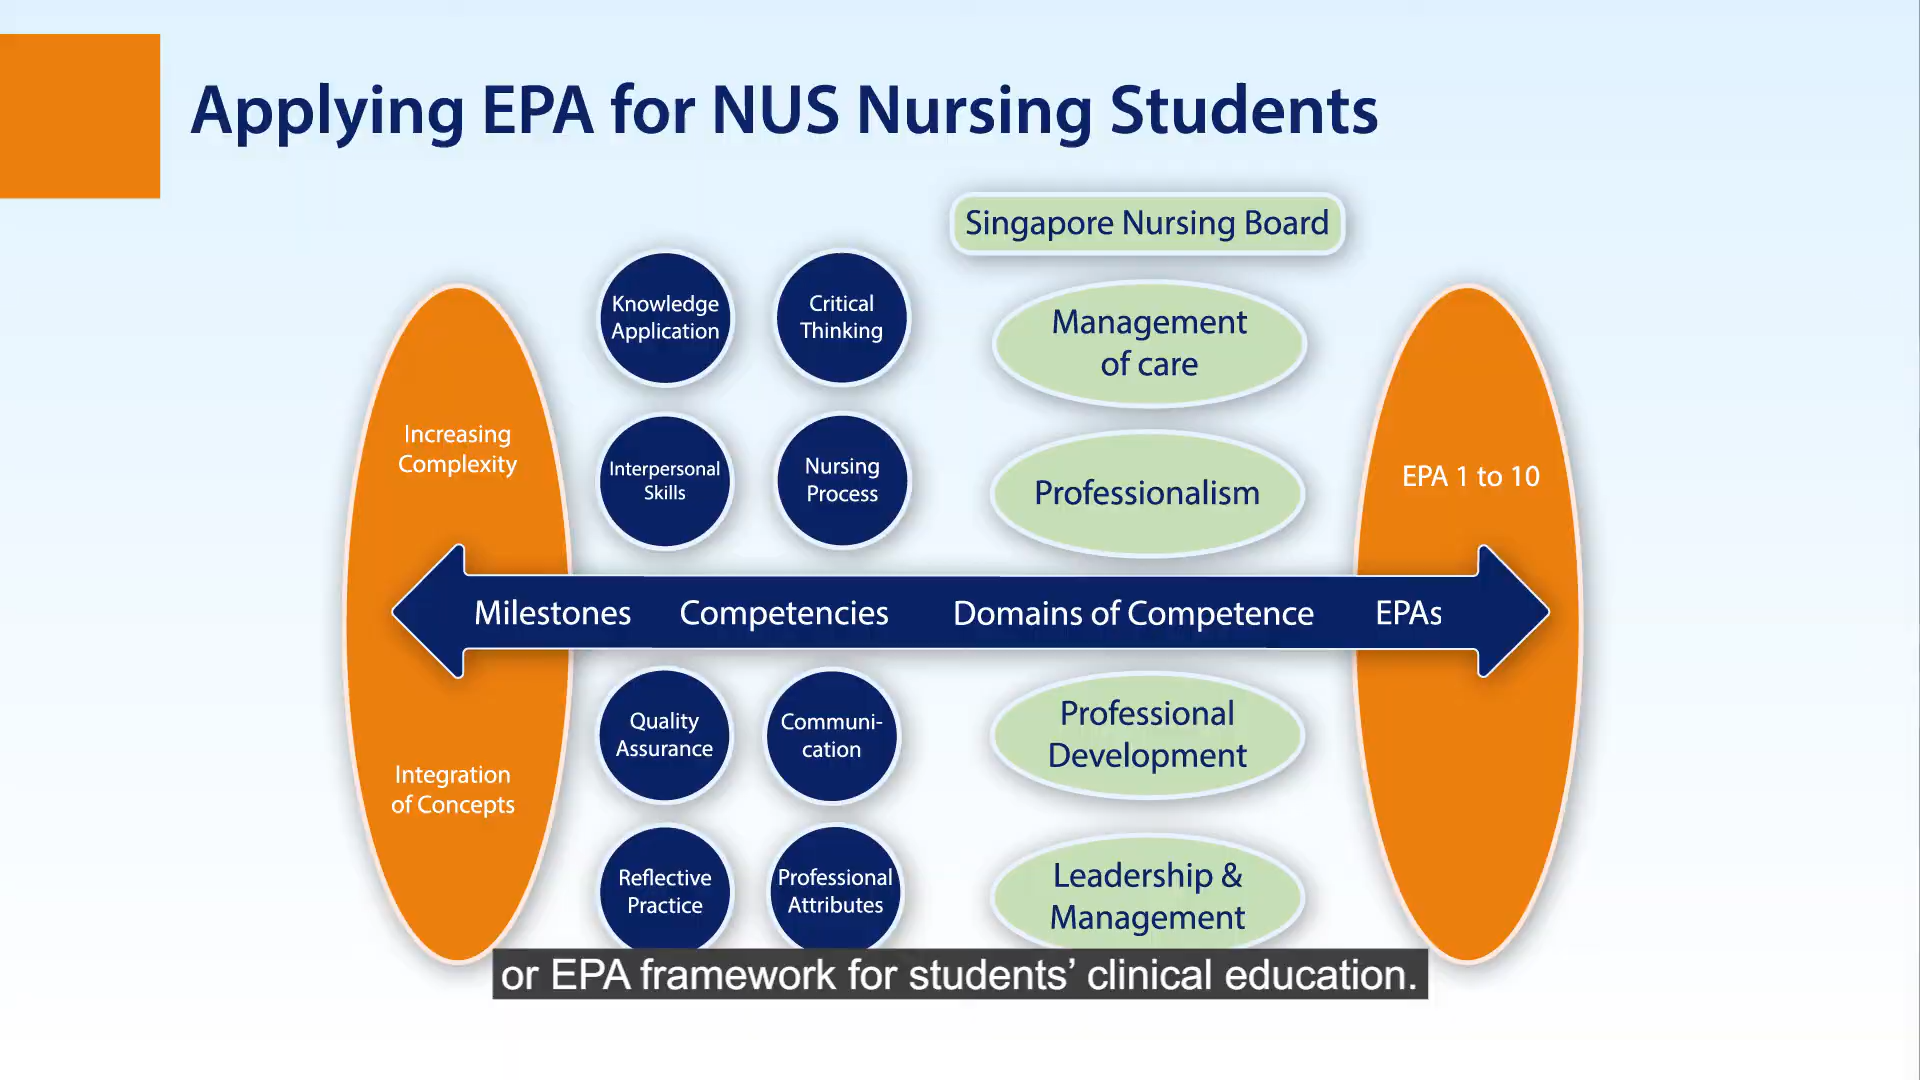 Applying EPA for NUS Nursing Students
Singapore Nursing Board
Knowledge
Application
Critical
Thinking
Management
of care
Increasing
Complexity
Interpersonal
Skills
Nursing
Process
Professionalism
EPA 1 to 10
Milestones Competencies Domains of Competence EPAs
Quality
Assurance
Communi-
cation
Professional
Development
Integration
of Concepts
Reflective
Practice
Professional
Attributes
Leadership &
Management
or EPA framework for students’ clinical education.